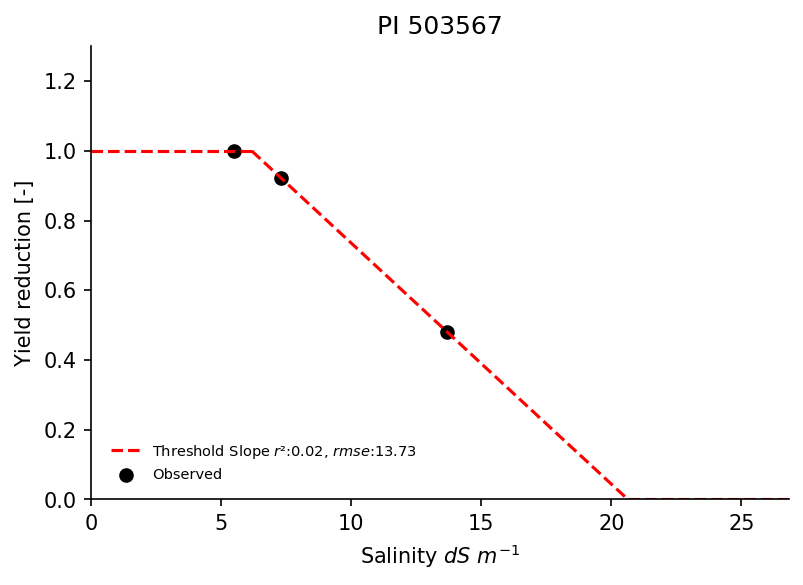 PI 503567
1.2
1.0
0.8
0.6
0.4
0.2
0.0
Yield reduction [-]
Threshold Slope r²:0.02, rmse:13.73
Observed
0 5 10 15 20 25
Salinity dS m⁻¹